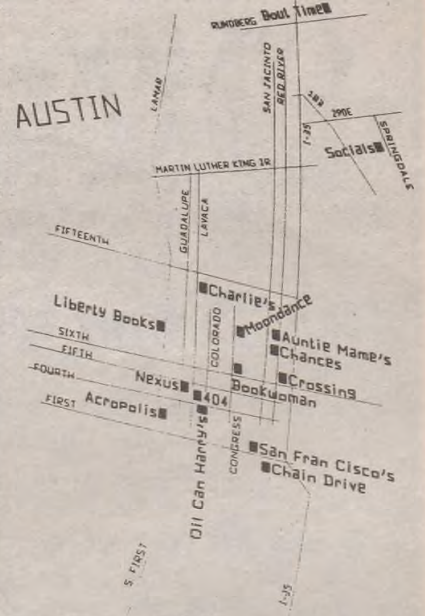 RUNDBERG
Bout Time
SAN JACINTO
RED RIVER
LAMAR
AUSTIN
183
290E
I-35
SPRINGDALE
Socials
MARTIN LUTHER KING JR
GUADALUPE
LAVACA
FIFTEENTH
Charlie's
Moondance
Liberty Books
COLORADO
Auntie Mame's
Chances
SIXTH
FIFTH
FOURTH
Nexus
Crossing
Bookwoman
404
FIRST
Acropolis
Oil Can Harry's
CONGRESS
San Fran Cisco's
Chain Drive
S FIRST
I-35